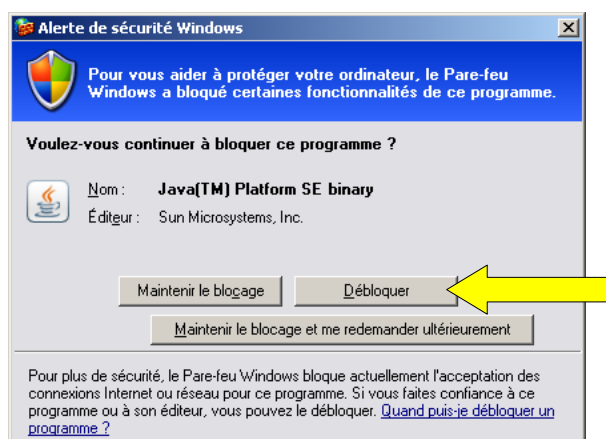 Alerte de sécurité Windows
Pour vous aider à protéger votre ordinateur, le Pare-feu
Windows a bloqué certaines fonctionnalités de ce programme.
Voulez-vous continuer à bloquer ce programme ?
Nom : Java(TM) Platform SE binary
Éditeur : Sun Microsystems, Inc.
Maintenir le blocage Débloquer
Maintenir le blocage et me redemander ultérieurement
Pour plus de sécurité, le Pare-feu Windows bloque actuellement l'acceptation des
connexions Internet ou réseau pour ce programme. Si vous faites confiance à ce
programme ou à son éditeur, vous pouvez le débloquer. Quand puis-je débloquer un
programme ?